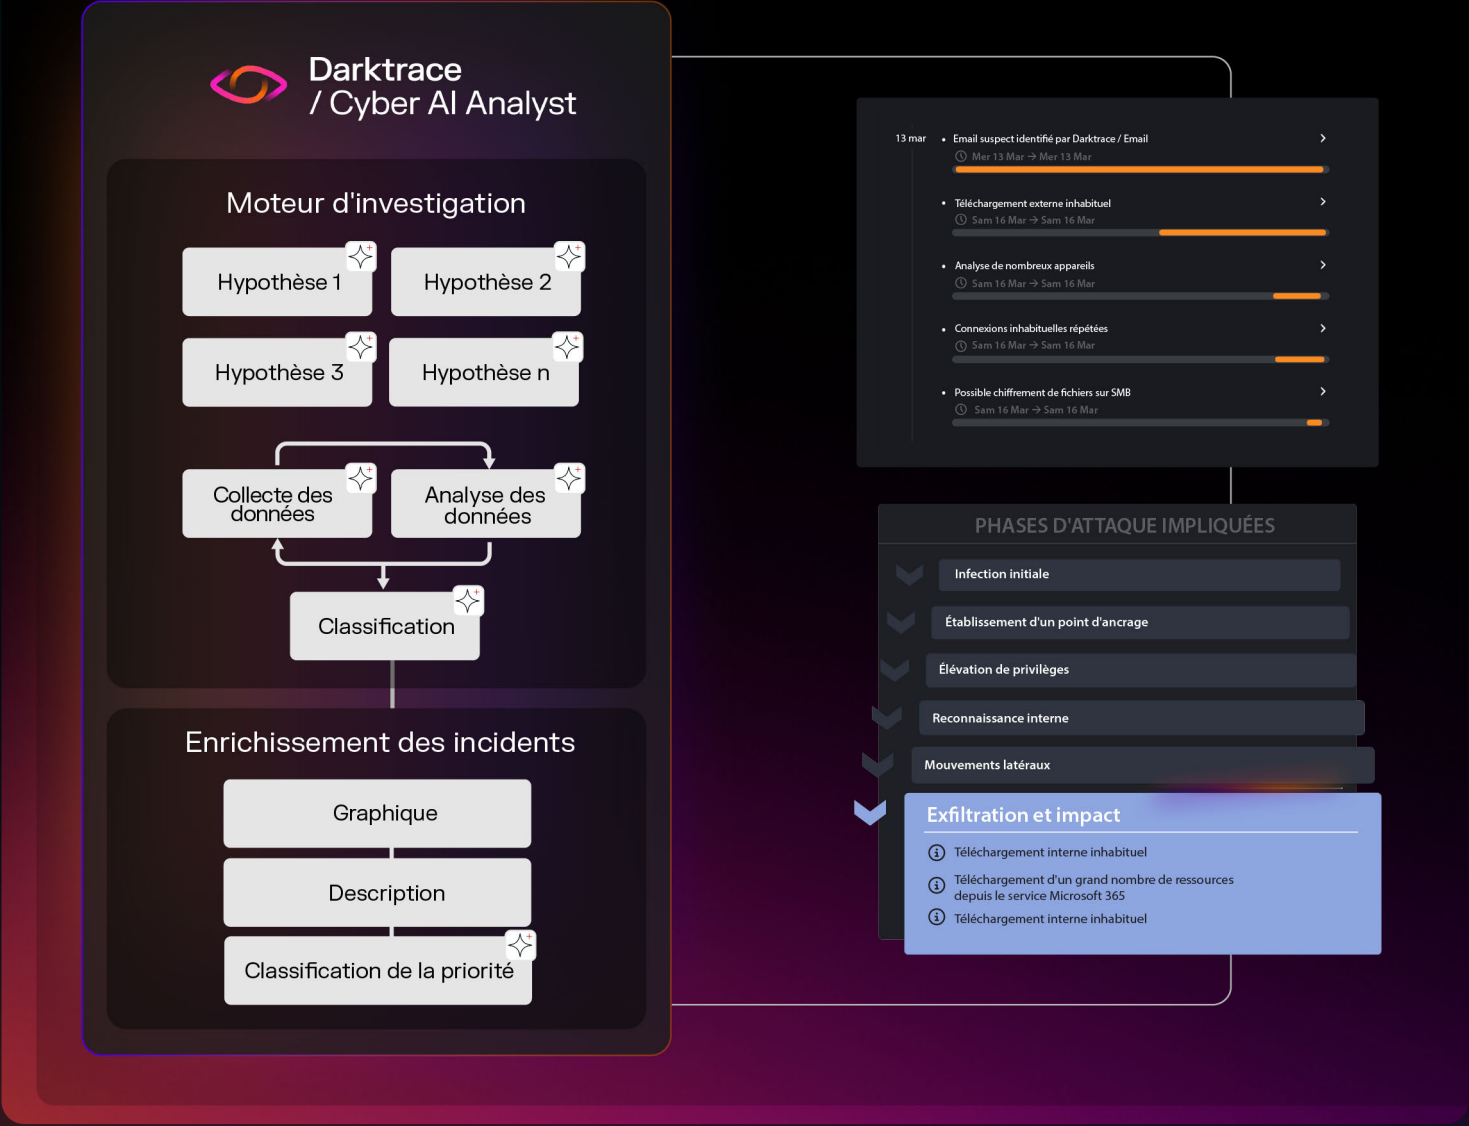 Darktrace
/ Cyber AI Analyst
Moteur d'investigation
Hypothèse 1
Hypothèse 2
Hypothèse 3
Hypothèse n
Collecte des
données
Analyse des
données
Classification
Enrichissement des incidents
Graphique
Description
Classification de la priorité
13 mar
• Email suspect identifié par Darktrace / Email
Mer 13 Mar → Mer 13 Mar
• Téléchargement externe inhabituel
Sam 16 Mar → Sam 16 Mar
• Analyse de nombreux appareils
Sam 16 Mar → Sam 16 Mar
• Connexions inhabituelles répétées
Sam 16 Mar → Sam 16 Mar
• Possible chiffrement de fichiers sur SMB
Sam 16 Mar → Sam 16 Mar
PHASES D'ATTAQUE IMPLIQUÉES
Infection initiale
Établissement d'un point d'ancrage
Élévation de privilèges
Reconnaissance interne
Mouvements latéraux
Exfiltration et impact
Téléchargement interne inhabituel
Téléchargement d'un grand nombre de ressources
depuis le service Microsoft 365
Téléchargement interne inhabituel